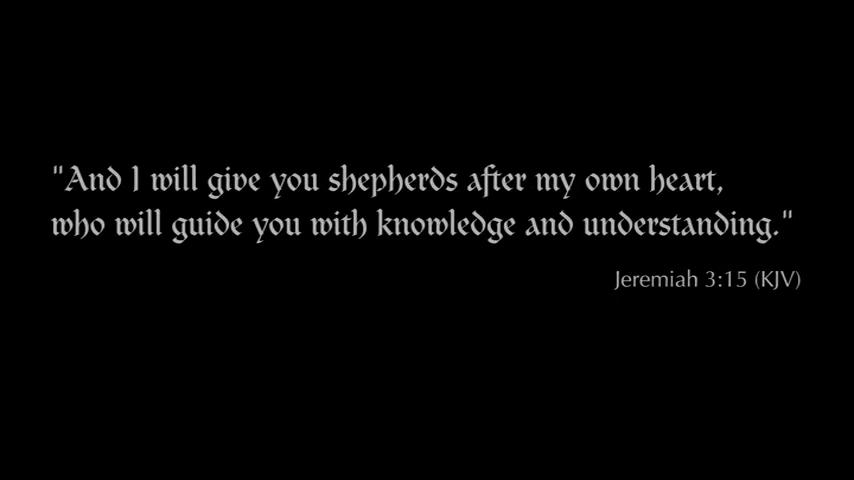 "And I will give you shepherds after my own heart,
who will guide you with knowledge and understanding."
Jeremiah 3:15 (KJV)